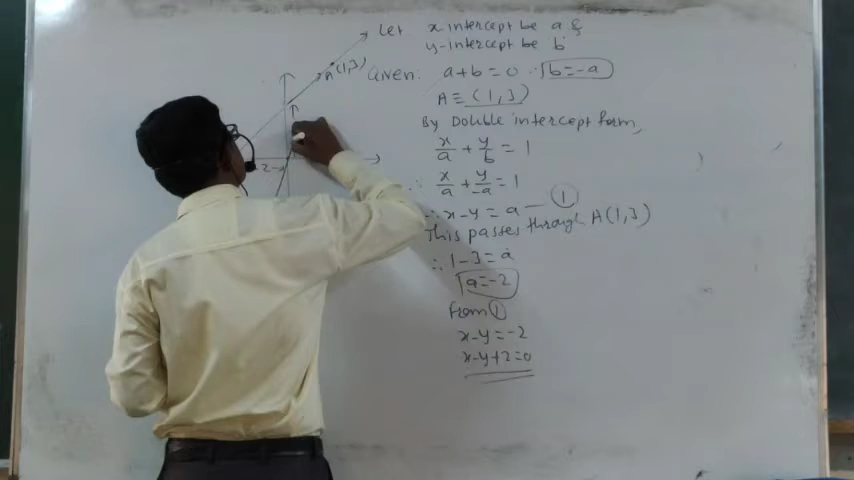 Let x intercept be a &
y-intercept be b
A(1,3)
Given: a+b=0 ∴ b=-a
A≡(1,3)
By Double intercept form,
x/a + y/b = 1
∴ x/a + y/-a = 1
∴ x-y = a — ①
This passes through A(1,3)
∴ 1-3=a
a=-2
From ①
x-y=-2
x-y+2=0